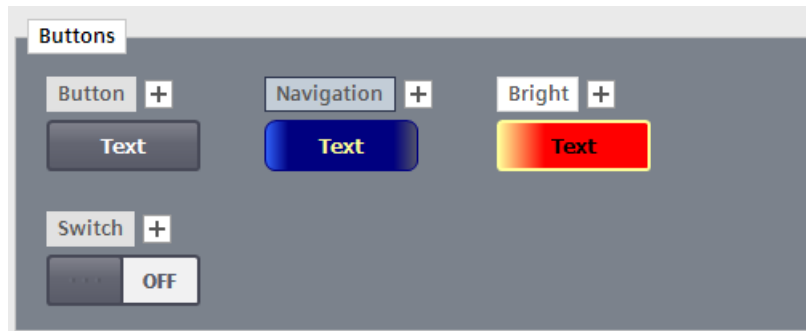 Buttons
Button + Navigation + Bright +
Text Text Text
Switch +
OFF